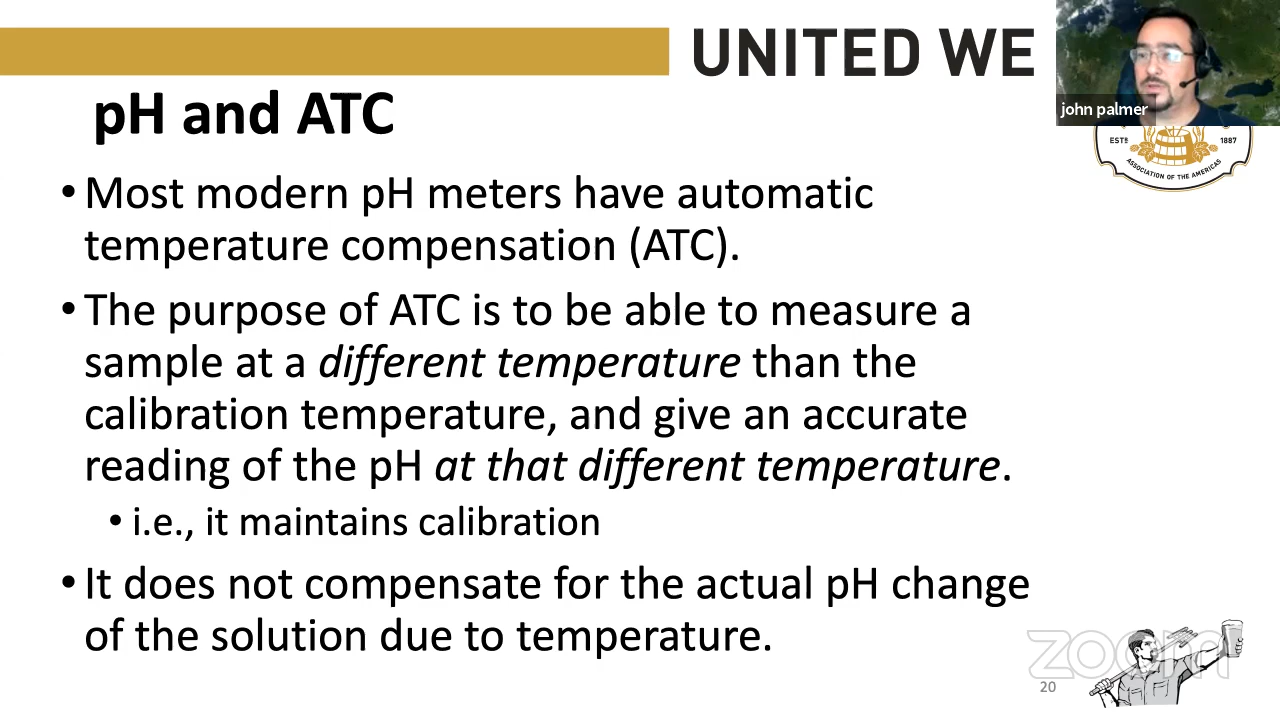 UNITED WE
john palmer
ESTB 1887
ASSOCIATION OF THE AMERICAS
pH and ATC
• Most modern pH meters have automatic
temperature compensation (ATC).
• The purpose of ATC is to be able to measure a
sample at a different temperature than the
calibration temperature, and give an accurate
reading of the pH at that different temperature.
• i.e., it maintains calibration
• It does not compensate for the actual pH change
of the solution due to temperature.
zoom
20